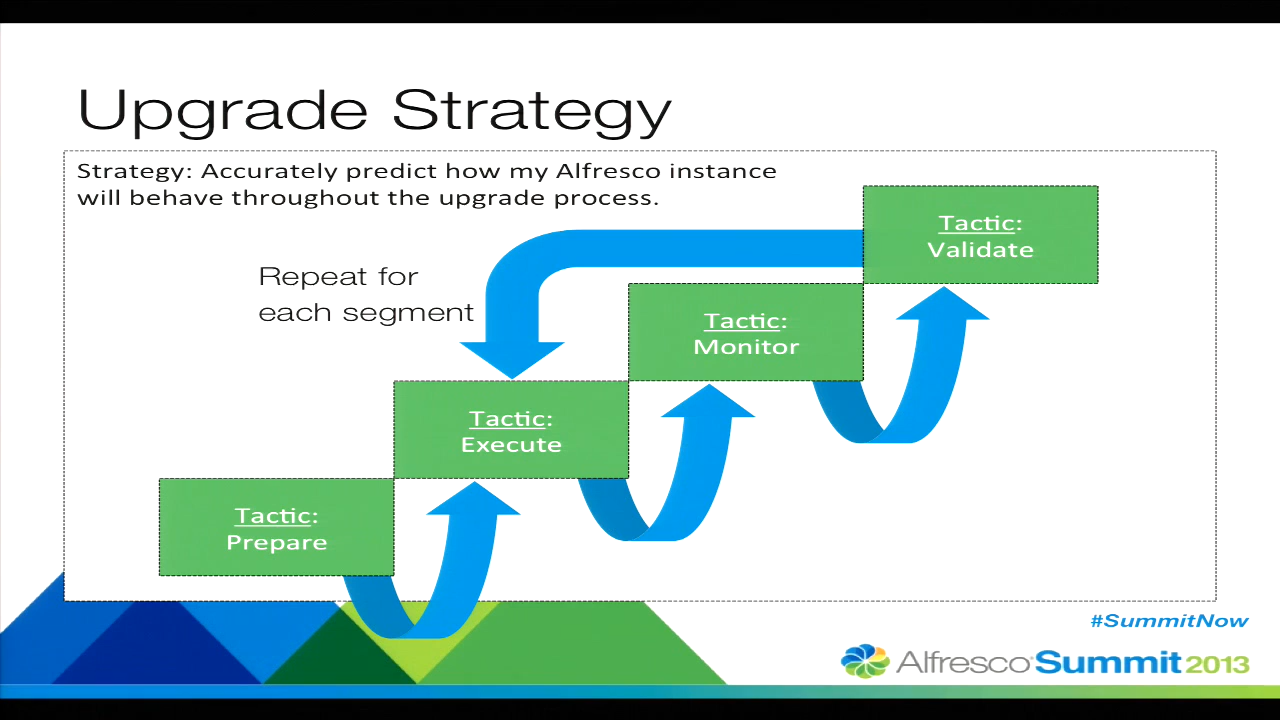 Upgrade Strategy
Strategy: Accurately predict how my Alfresco instance
will behave throughout the upgrade process.
Tactic:
Validate
Repeat for
each segment
Tactic:
Monitor
Tactic:
Execute
Tactic:
Prepare
#SummitNow
Alfresco Summit 2013